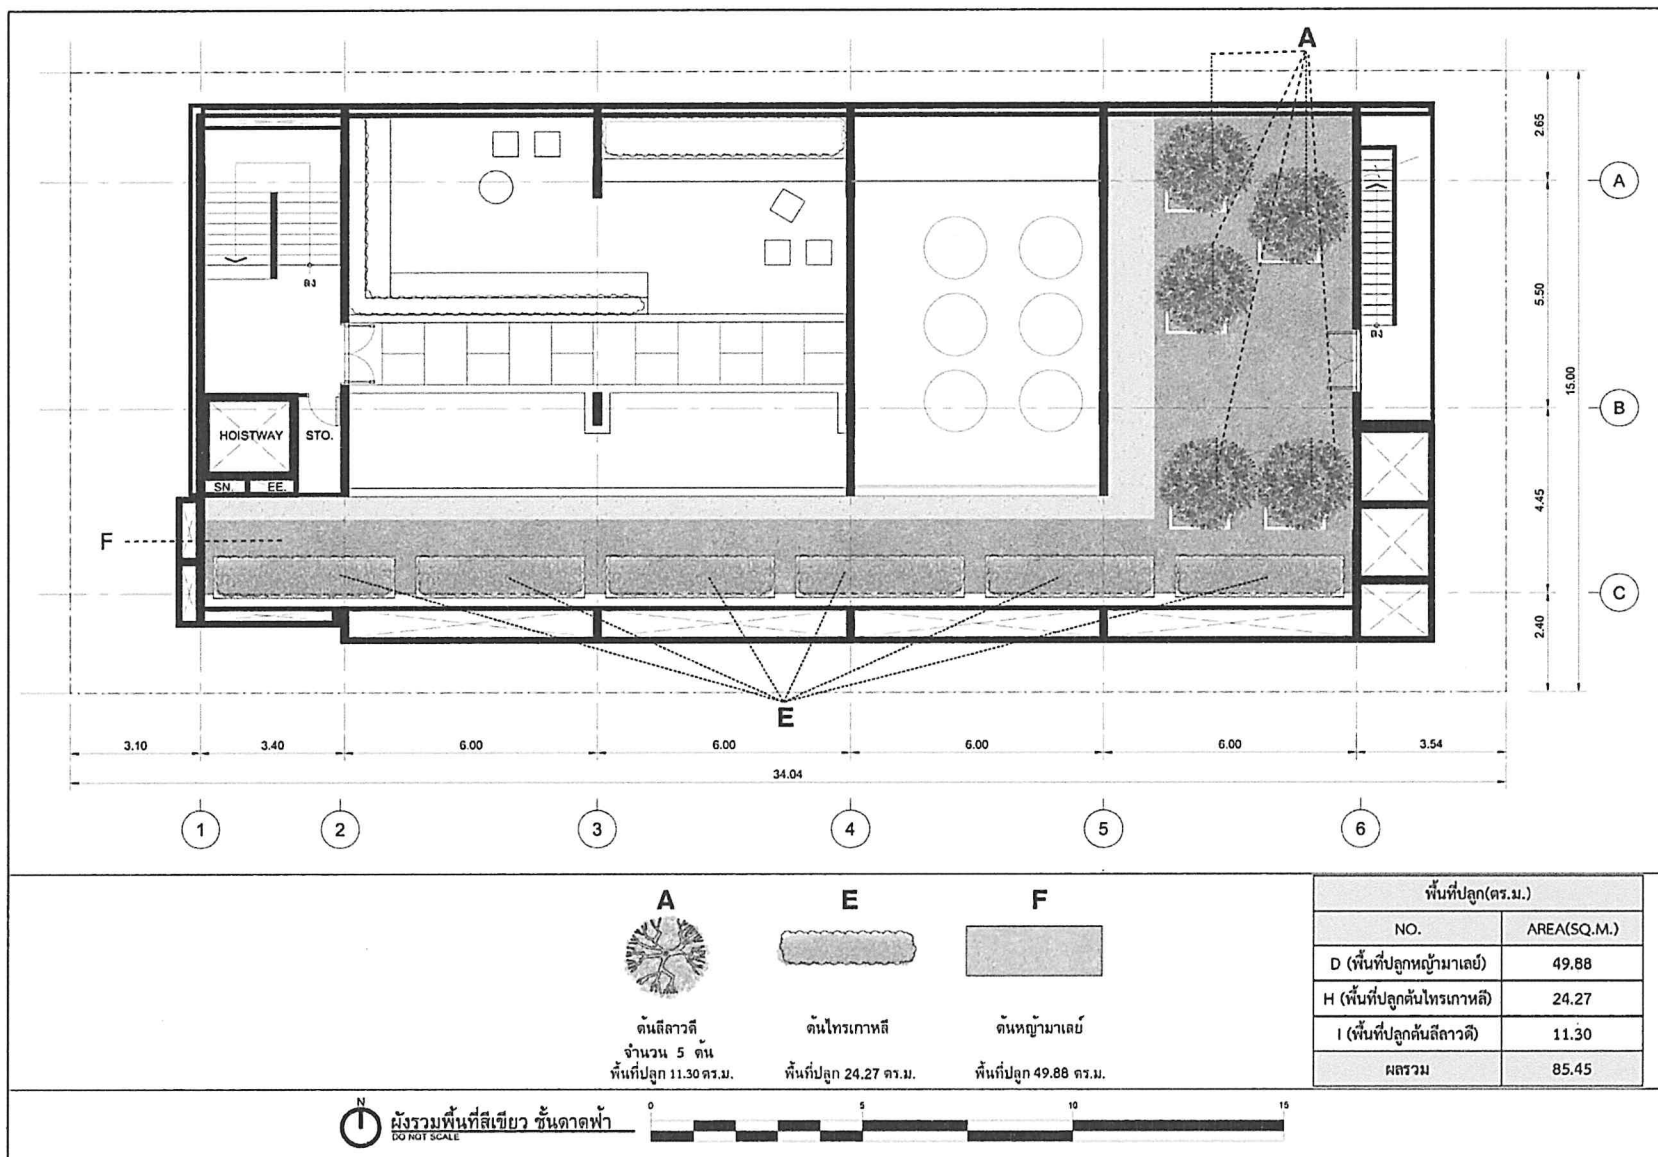 A
2.65
A
5.50
ลง
ลง
15.00
B
HOISTWAY
STO.
SN.
EE.
4.45
F
C
2.40
E
3.10
3.40
6.00
6.00
6.00
6.00
3.54
34.04
1
2
3
4
5
6
A
E
F
ต้นลีลาวดี
ต้นไทรเกาหลี
ต้นหญ้ามาเลย์
จำนวน 5 ต้น
พื้นที่ปลูก 11.30 ตร.ม.
พื้นที่ปลูก 24.27 ตร.ม.
พื้นที่ปลูก 49.88 ตร.ม.
พื้นที่ปลูก(ตร.ม.)
NO. AREA(SQ.M.)
D (พื้นที่ปลูกหญ้ามาเลย์) 49.88
H (พื้นที่ปลูกต้นไทรเกาหลี) 24.27
I (พื้นที่ปลูกต้นลีลาวดี) 11.30
ผลรวม 85.45
N
ผังรวมพื้นที่สีเขียว ชั้นดาดฟ้า
DO NOT SCALE
0 5 10 15